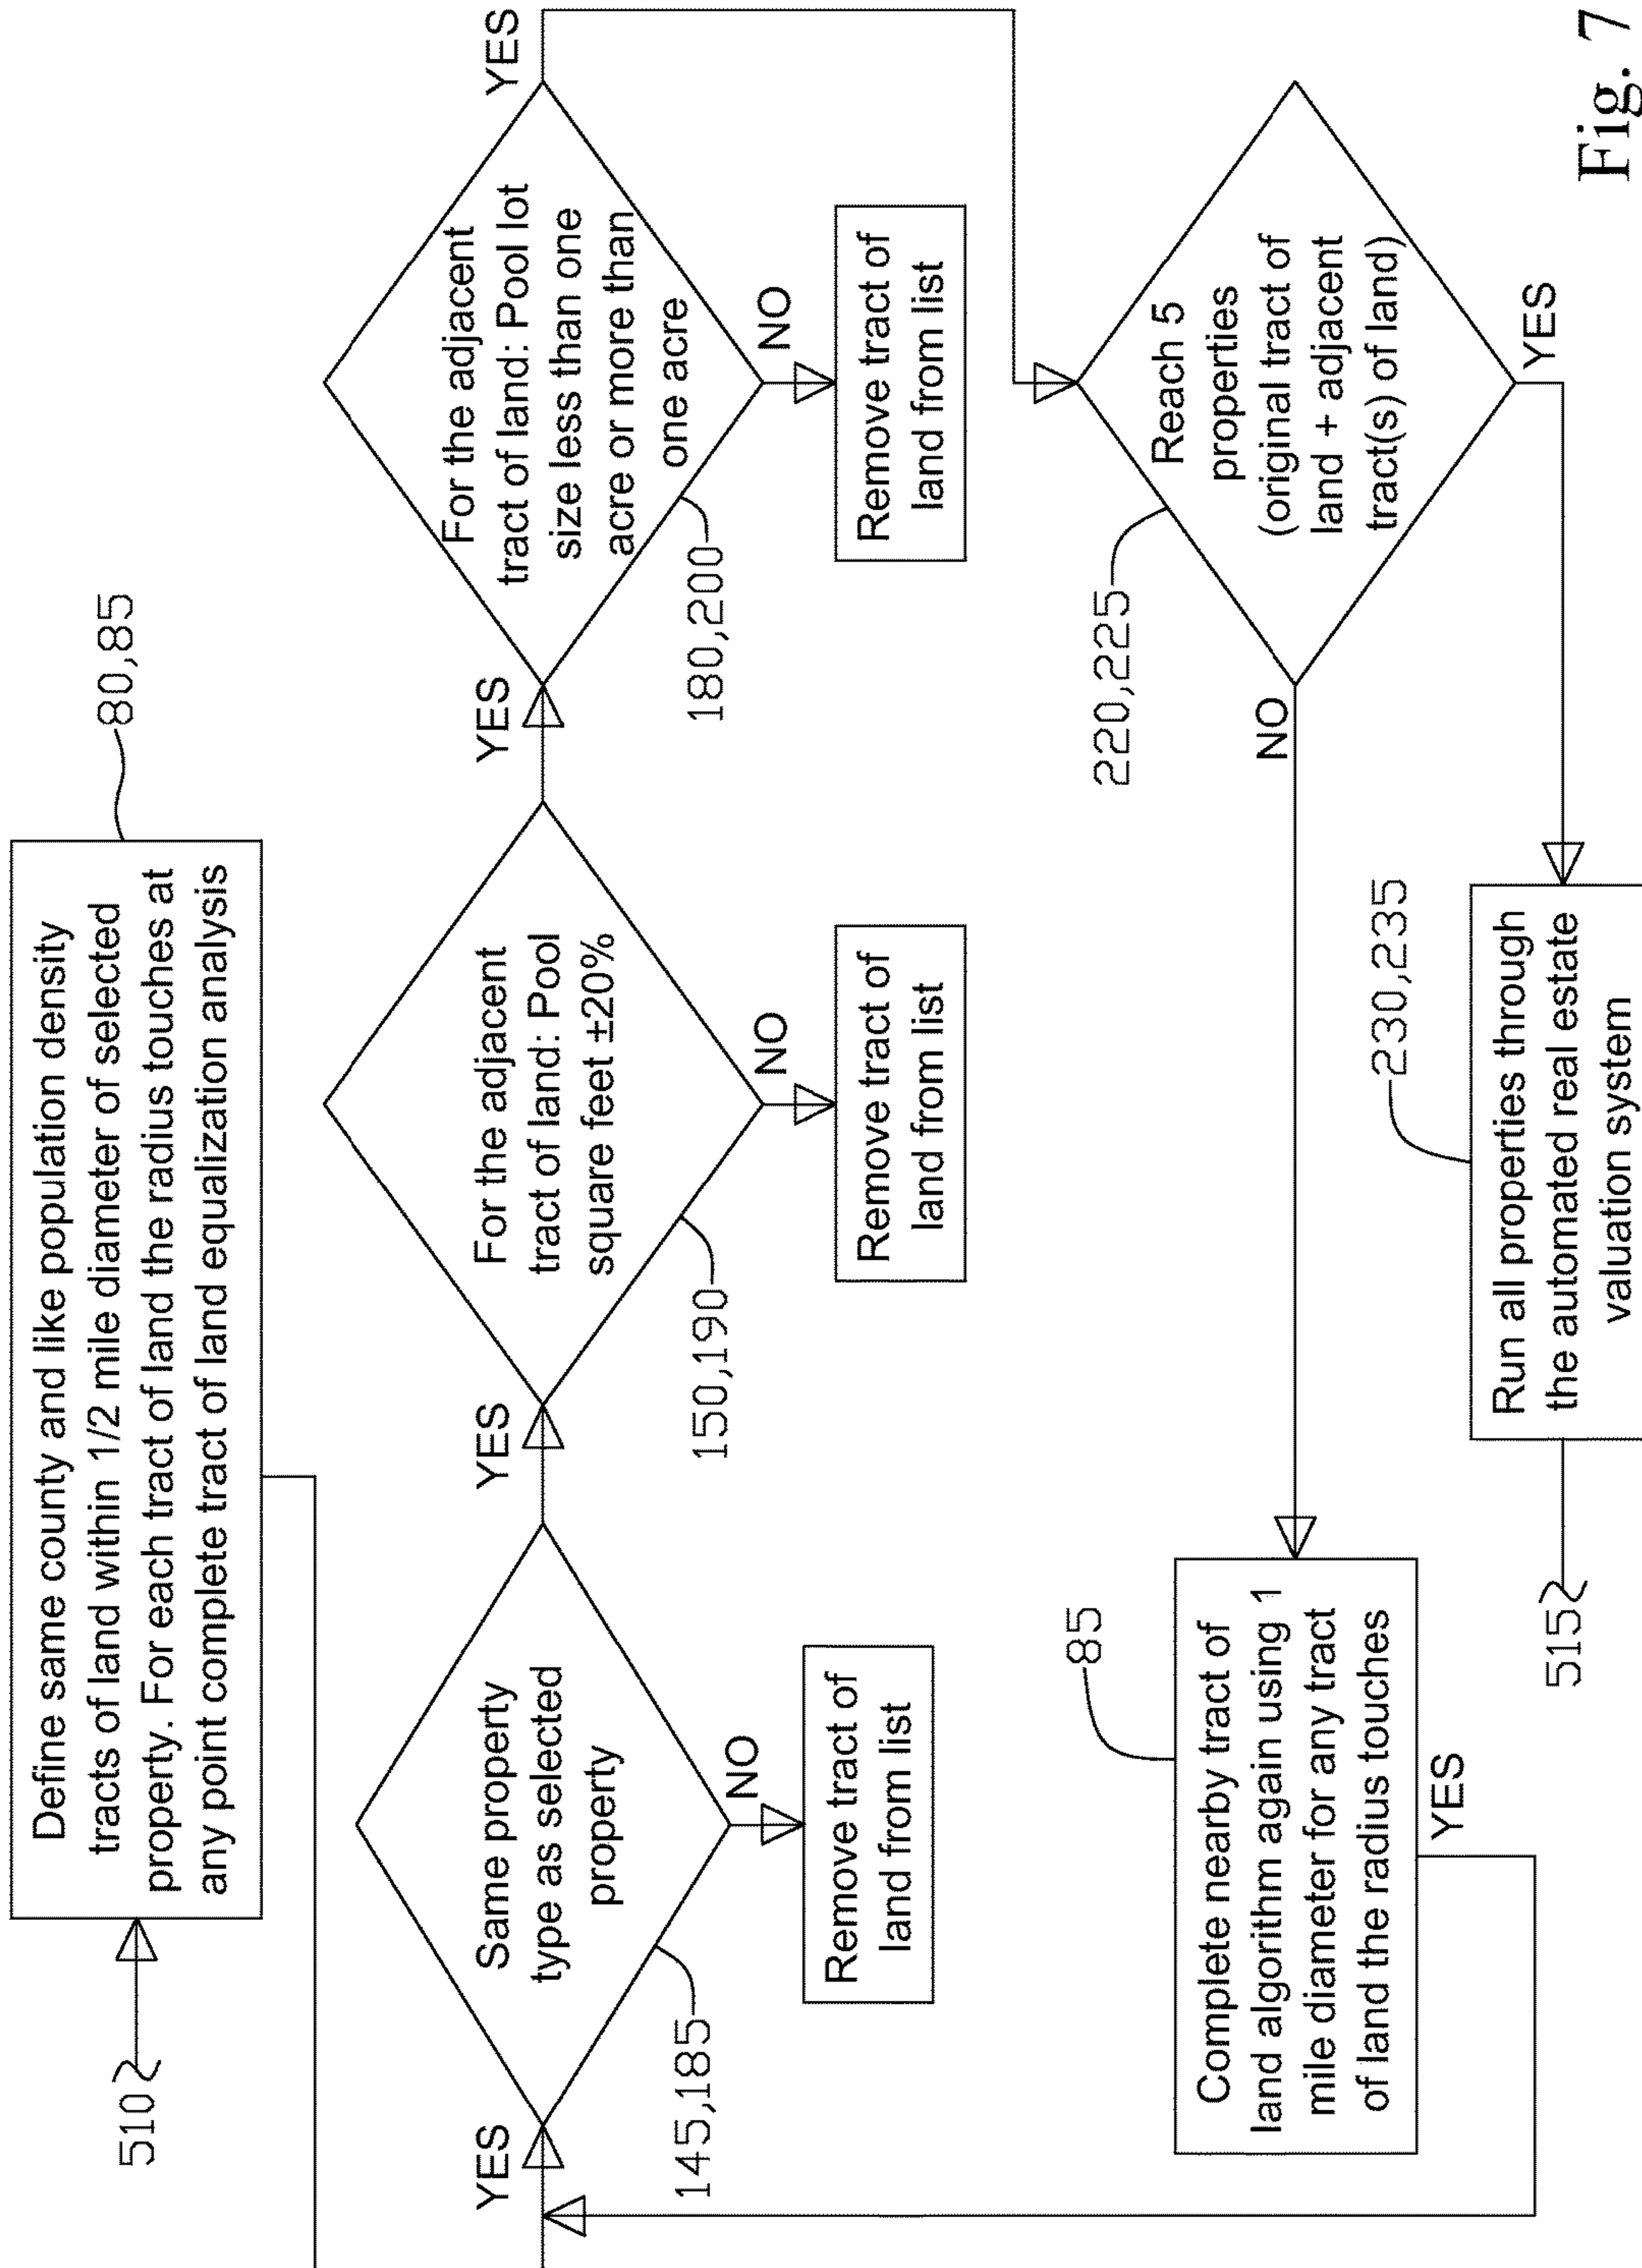 510
Define same county and like population density
tracts of land within 1/2 mile diameter of selected
property. For each tract of land the radius touches at
any point complete tract of land equalization analysis
80,85
YES
Same property
type as selected
property
145,185
NO
Remove tract of
land from list
YES
For the adjacent
tract of land: Pool
square feet ±20%
150,190
NO
Remove tract of
land from list
YES
For the adjacent
tract of land: Pool lot
size less than one
acre or more than
one acre
180,200
NO
Remove tract of
land from list
YES
Reach 5
properties
(original tract of
land + adjacent
tract(s) of land)
220,225
NO
YES
Complete nearby tract of
land algorithm again using 1
mile diameter for any tract
of land the radius touches
85
YES
515
Run all properties through
the automated real estate
valuation system
230,235
Fig. 7